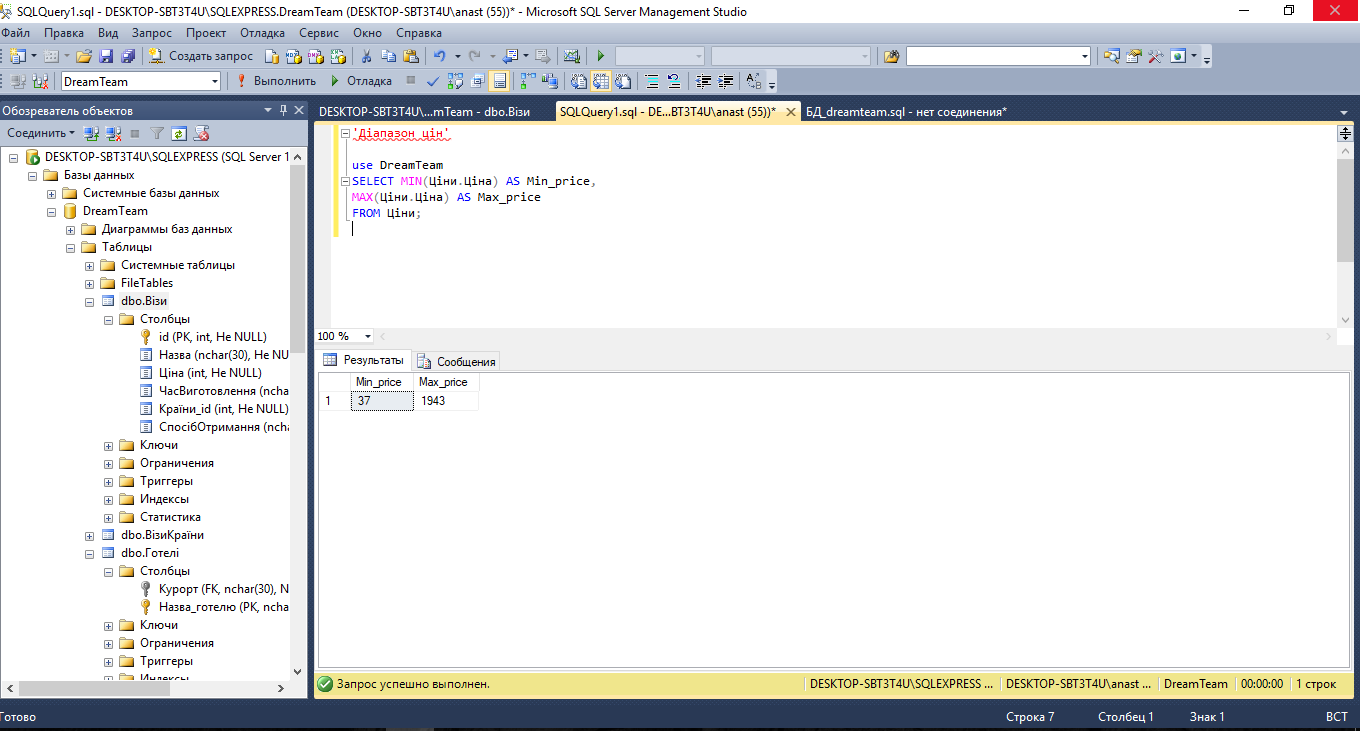 SQLQuery1.sql - DESKTOP-SBT3T4U\SQLEXPRESS.DreamTeam (DESKTOP-SBT3T4U\anast (55))* - Microsoft SQL Server Management Studio
Файл Правка Вид Запрос Проект Отладка Сервис Окно Справка
Создать запрос
DreamTeam Выполнить Отладка
Обозреватель объектов
Соединить
DESKTOP-SBT3T4U\SQLEXPRESS (SQL Server 1
Базы данных
Системные базы данных
DreamTeam
Диаграммы баз данных
Таблицы
Системные таблицы
FileTables
dbo.Візи
Столбцы
id (PK, int, Не NULL)
Назва (nchar(30), Не NU
Ціна (int, Не NULL)
ЧасВиготовлення (ncha
Країни_id (int, Не NULL)
СпосібОтримання (ncha
Ключи
Ограничения
Триггеры
Индексы
Статистика
dbo.ВізиКраїни
dbo.Готелі
Столбцы
Курорт (FK, nchar(30), N
Назва_готелю (PK, ncha
Ключи
Ограничения
Триггеры
Индексы
DESKTOP-SBT3T4U\...mTeam - dbo.Візи SQLQuery1.sql - DE...BT3T4U\anast (55))* БД_dreamteam.sql - нет соединения*
'Діапазон цін'
use DreamTeam
SELECT MIN(Ціни.Ціна) AS Min_price,
MAX(Ціни.Ціна) AS Max_price
FROM Ціни;
100 %
Результаты Сообщения
Min_price Max_price
1 37 1943
Запрос успешно выполнен. DESKTOP-SBT3T4U\SQLEXPRESS ... DESKTOP-SBT3T4U\anast ... DreamTeam 00:00:00 1 строк
Готово Строка 7 Столбец 1 Знак 1 ВСТ